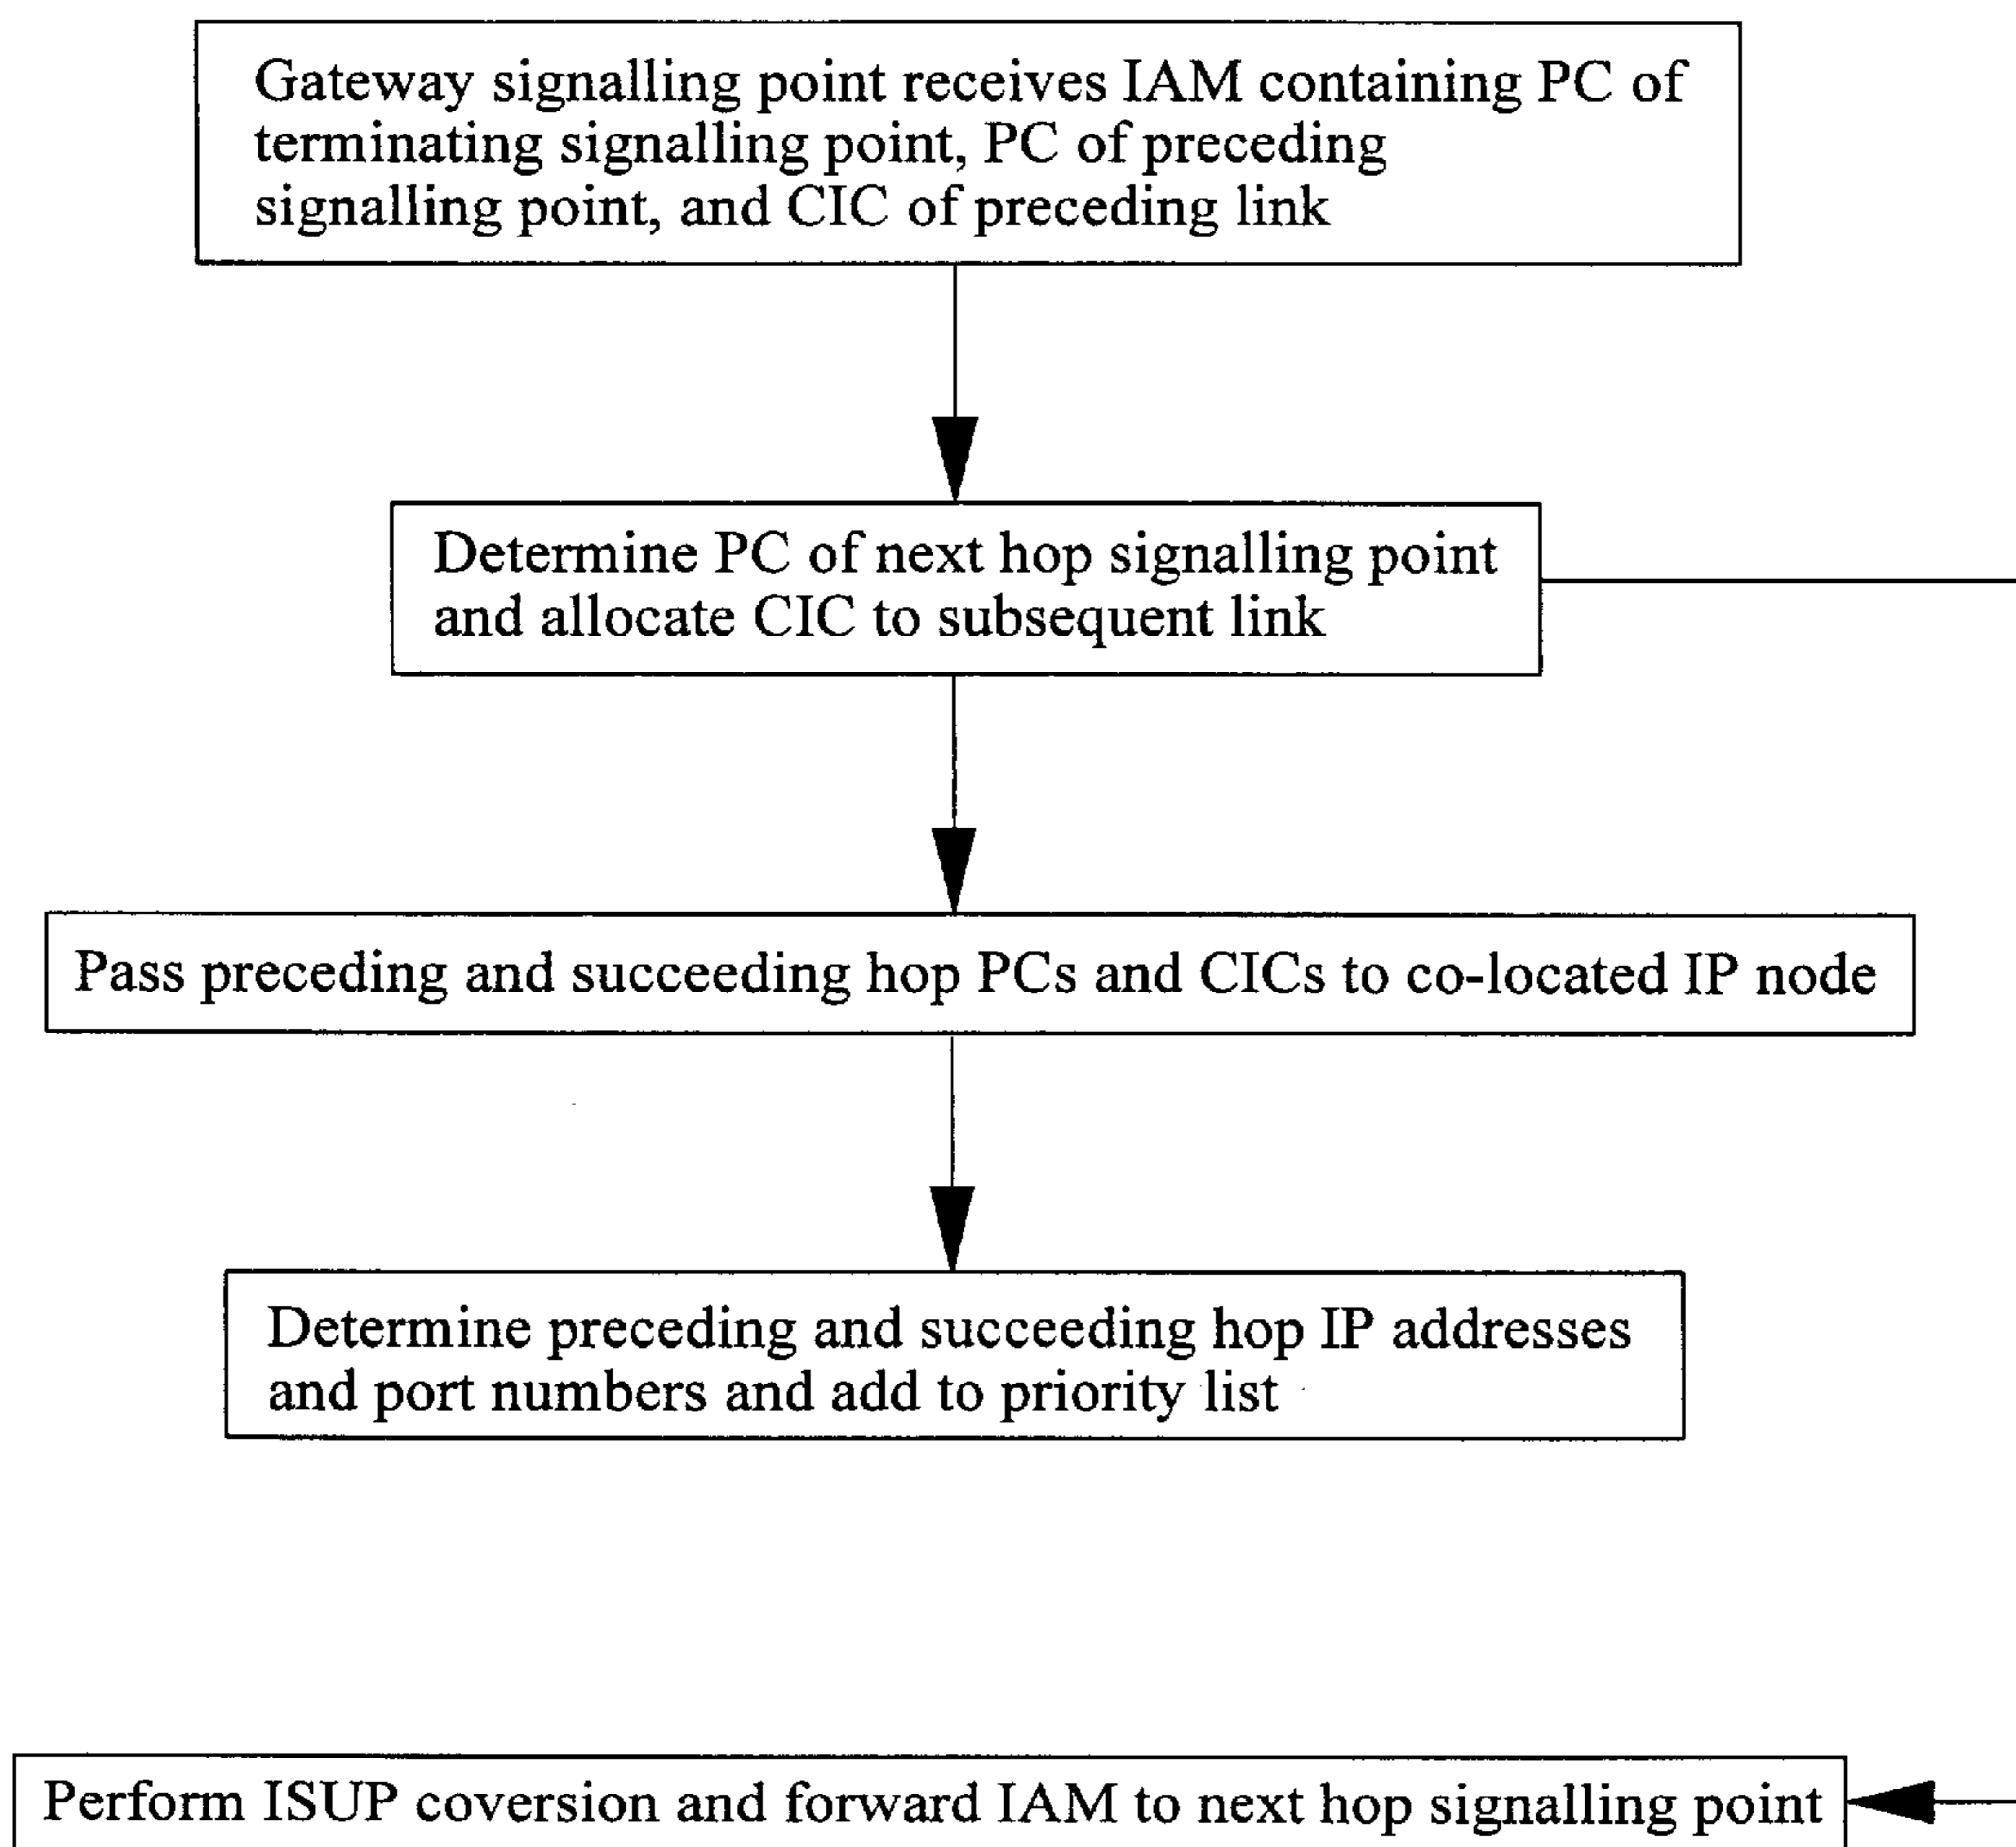 Gateway signalling point receives IAM containing PC of
terminating signalling point, PC of preceding
signalling point, and CIC of preceding link
Determine PC of next hop signalling point
and allocate CIC to subsequent link
Pass preceding and succeeding hop PCs and CICs to co-located IP node
Determine preceding and succeeding hop IP addresses
and port numbers and add to priority list
Perform ISUP coversion and forward IAM to next hop signalling point